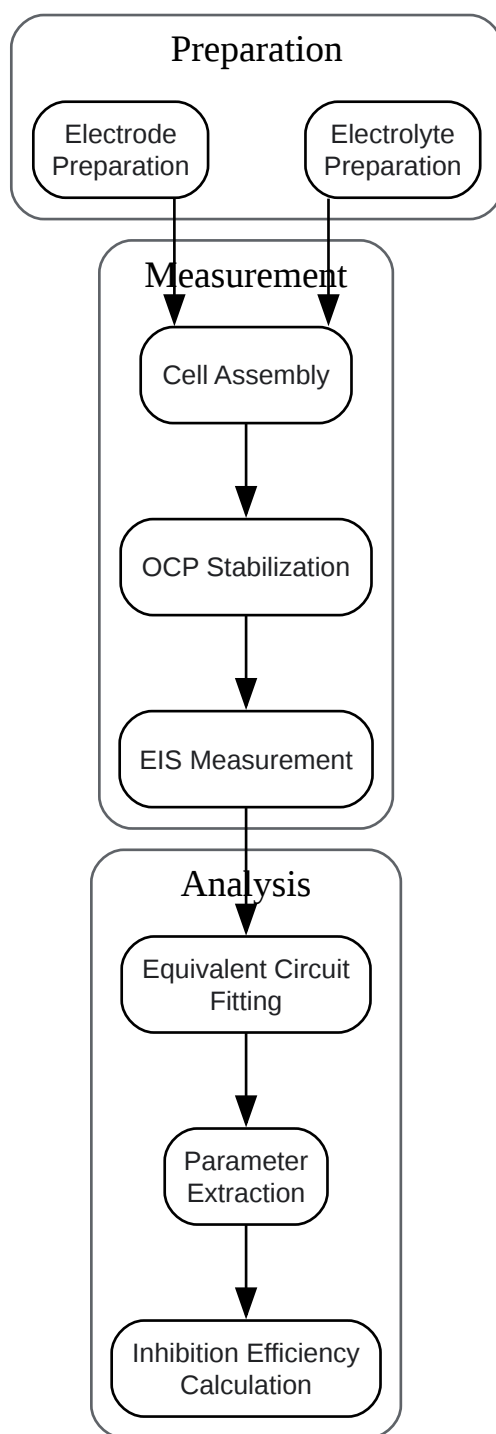 Preparation
Electrode
Preparation
Electrolyte
Preparation
Measurement
Cell Assembly
OCP Stabilization
EIS Measurement
Analysis
Equivalent Circuit
Fitting
Parameter
Extraction
Inhibition Efficiency
Calculation